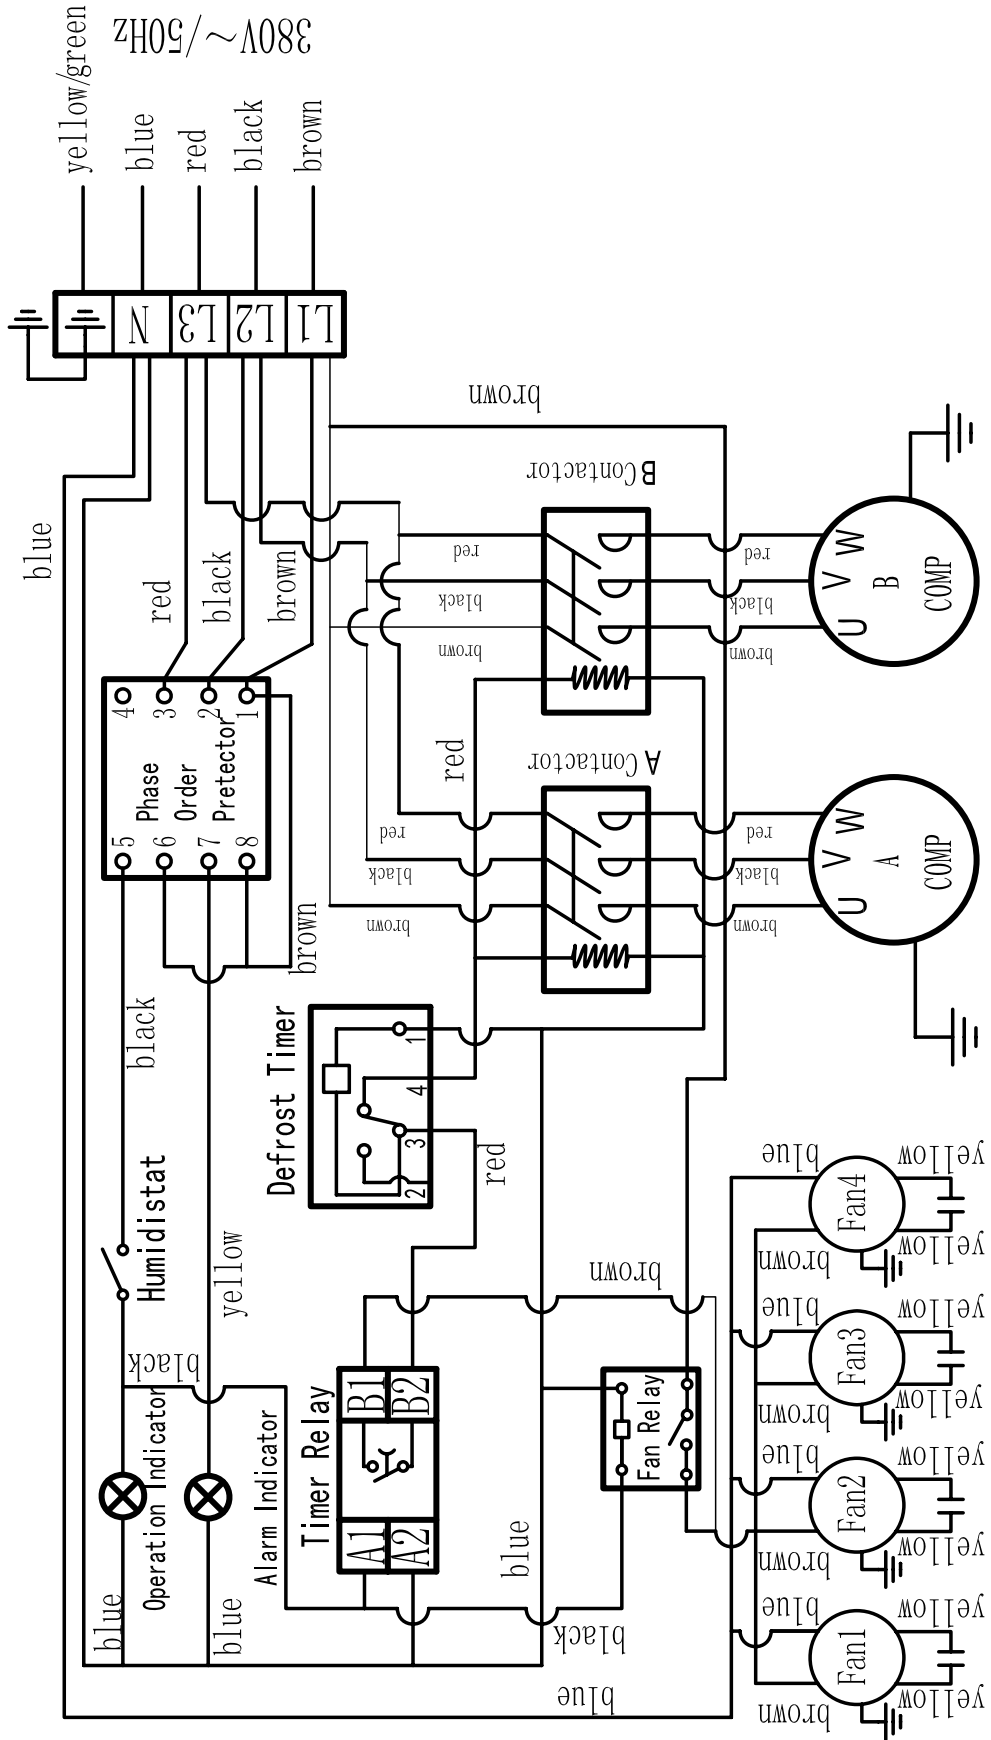 380V～/50Hz
yellow/green
blue
red
black
brown
N
L3
L2
L1
blue
brown
red
black
brown
B Contactor
red
black
brown
red
black
brown
4
3
2
1
Phase
Order
Pretector
5
6
7
8
U
V
W
B
COMP
red
A Contactor
red
black
brown
red
black
brown
U
V
W
A
COMP
brown
black
Defrost Timer
1
4
3
2
red
Humidistat
yellow
black
Operation Indicator
Alarm Indicator
Timer Relay
B1
B2
A1
A2
brown
Fan Relay
blue
black
blue
blue
blue
blue
brown
Fan4
yellow
yellow
blue
brown
Fan3
yellow
yellow
blue
brown
Fan2
yellow
yellow
blue
brown
Fan1
yellow
yellow